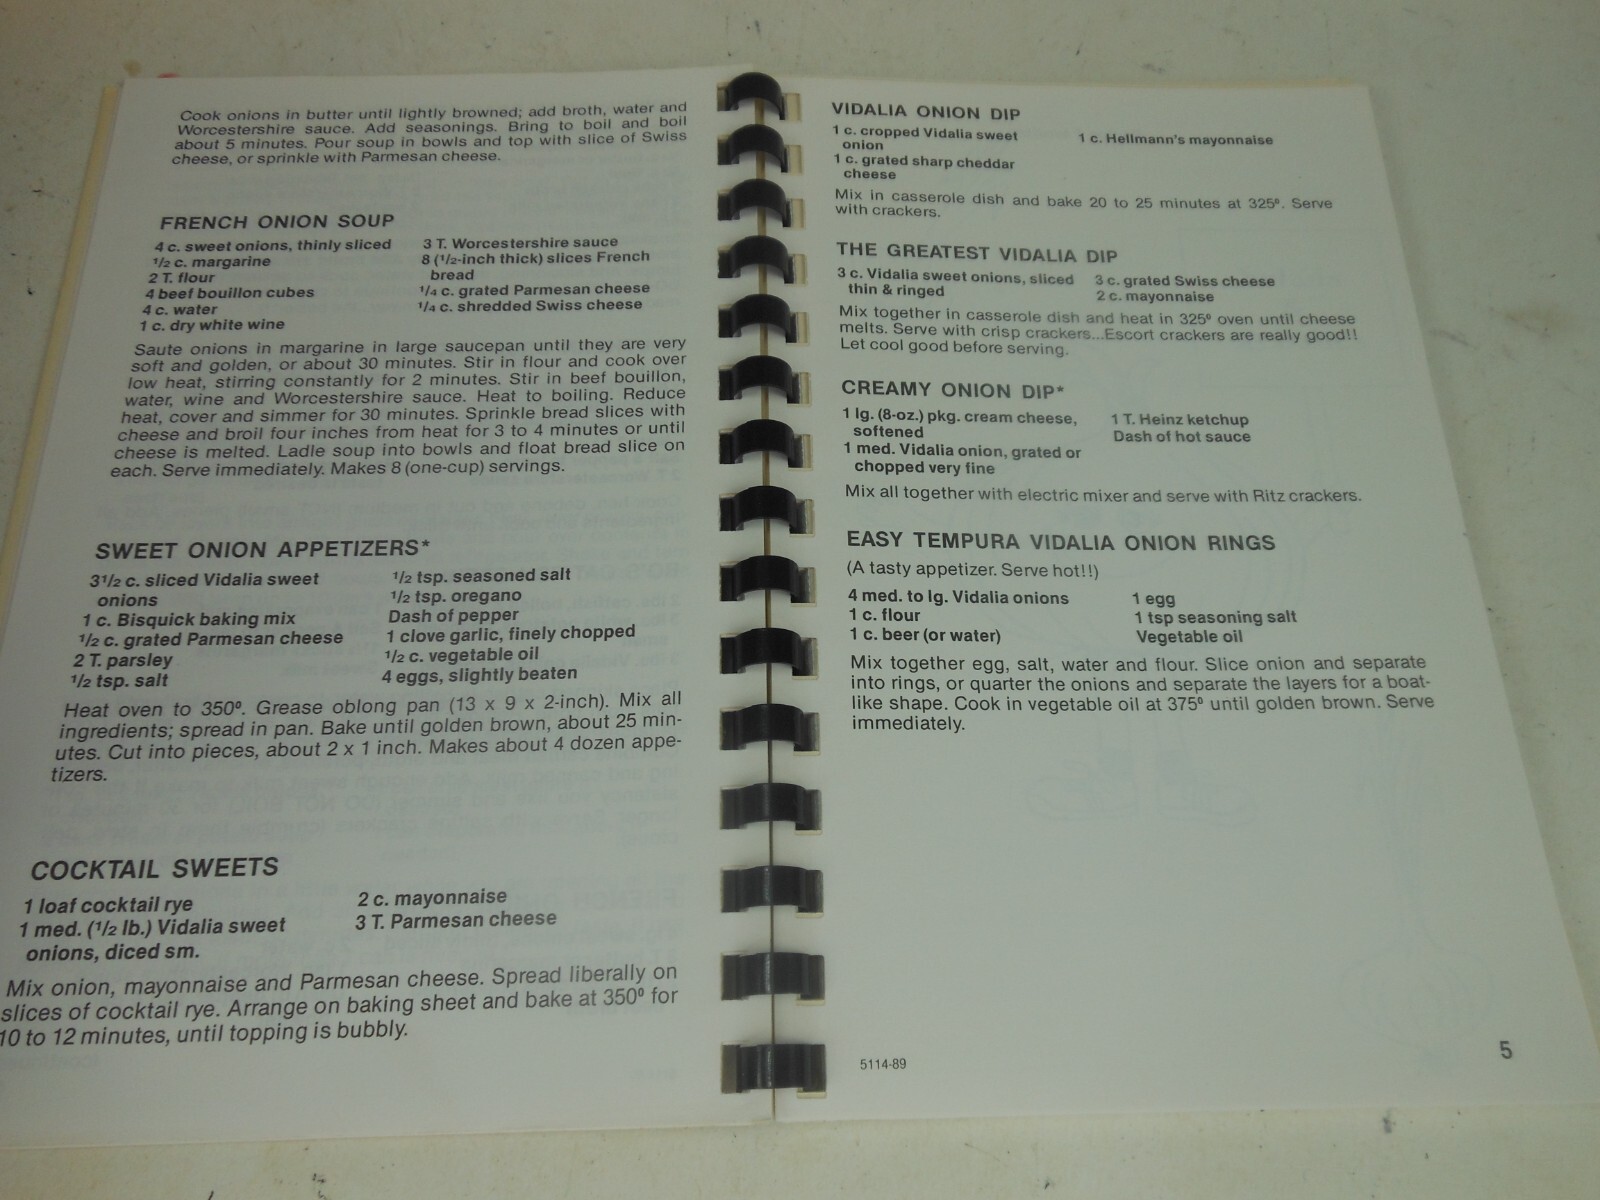 Cook onions in butter until lightly browned; add broth, water and
Worcestershire sauce. Add seasonings. Bring to boil and boil
about 5 minutes. Pour soup in bowls and top with slice of Swiss
cheese, or sprinkle with Parmesan cheese.
FRENCH ONION SOUP
4 c. sweet onions, thinly sliced
1/2 c. margarine
2 T. flour
4 beef bouillon cubes
4 c. water
1 c. dry white wine
3 T. Worcestershire sauce
8 (1/2-inch thick) slices French
bread
1/4 c. grated Parmesan cheese
1/4 c. shredded Swiss cheese
Saute onions in margarine in large saucepan until they are very
soft and golden, or about 30 minutes. Stir in flour and cook over
low heat, stirring constantly for 2 minutes. Stir in beef bouillon,
water, wine and Worcestershire sauce. Heat to boiling. Reduce
heat, cover and simmer for 30 minutes. Sprinkle bread slices with
cheese and broil four inches from heat for 3 to 4 minutes or until
cheese is melted. Ladle soup into bowls and float bread slice on
each. Serve immediately. Makes 8 (one-cup) servings.
SWEET ONION APPETIZERS*
3 1/2 c. sliced Vidalia sweet
onions
1 c. Bisquick baking mix
1/2 c. grated Parmesan cheese
2 T. parsley
1/2 tsp. salt
1/2 tsp. seasoned salt
1/2 tsp. oregano
Dash of pepper
1 clove garlic, finely chopped
1/2 c. vegetable oil
4 eggs, slightly beaten
Heat oven to 350º. Grease oblong pan (13 x 9 x 2-inch). Mix all
ingredients; spread in pan. Bake until golden brown, about 25 min-
utes. Cut into pieces, about 2 x 1 inch. Makes about 4 dozen appe-
tizers.
COCKTAIL SWEETS
1 loaf cocktail rye
1 med. (1/2 lb.) Vidalia sweet
onions, diced sm.
2 c. mayonnaise
3 T. Parmesan cheese
Mix onion, mayonnaise and Parmesan cheese. Spread liberally on
slices of cocktail rye. Arrange on baking sheet and bake at 350º for
10 to 12 minutes, until topping is bubbly.
VIDALIA ONION DIP
1 c. cropped Vidalia sweet
onion
1 c. grated sharp cheddar
cheese
1 c. Hellmann's mayonnaise
Mix in casserole dish and bake 20 to 25 minutes at 325º. Serve
with crackers.
THE GREATEST VIDALIA DIP
3 c. Vidalia sweet onions, sliced
thin & ringed
3 c. grated Swiss cheese
2 c. mayonnaise
Mix together in casserole dish and heat in 325º oven until cheese
melts. Serve with crisp crackers...Escort crackers are really good!!
Let cool good before serving.
CREAMY ONION DIP*
1 lg. (8-oz.) pkg. cream cheese,
softened
1 med. Vidalia onion, grated or
chopped very fine
1 T. Heinz ketchup
Dash of hot sauce
Mix all together with electric mixer and serve with Ritz crackers.
EASY TEMPURA VIDALIA ONION RINGS
(A tasty appetizer. Serve hot!!)
4 med. to lg. Vidalia onions
1 c. flour
1 c. beer (or water)
1 egg
1 tsp seasoning salt
Vegetable oil
Mix together egg, salt, water and flour. Slice onion and separate
into rings, or quarter the onions and separate the layers for a boat-
like shape. Cook in vegetable oil at 375º until golden brown. Serve
immediately.
5114-89
5